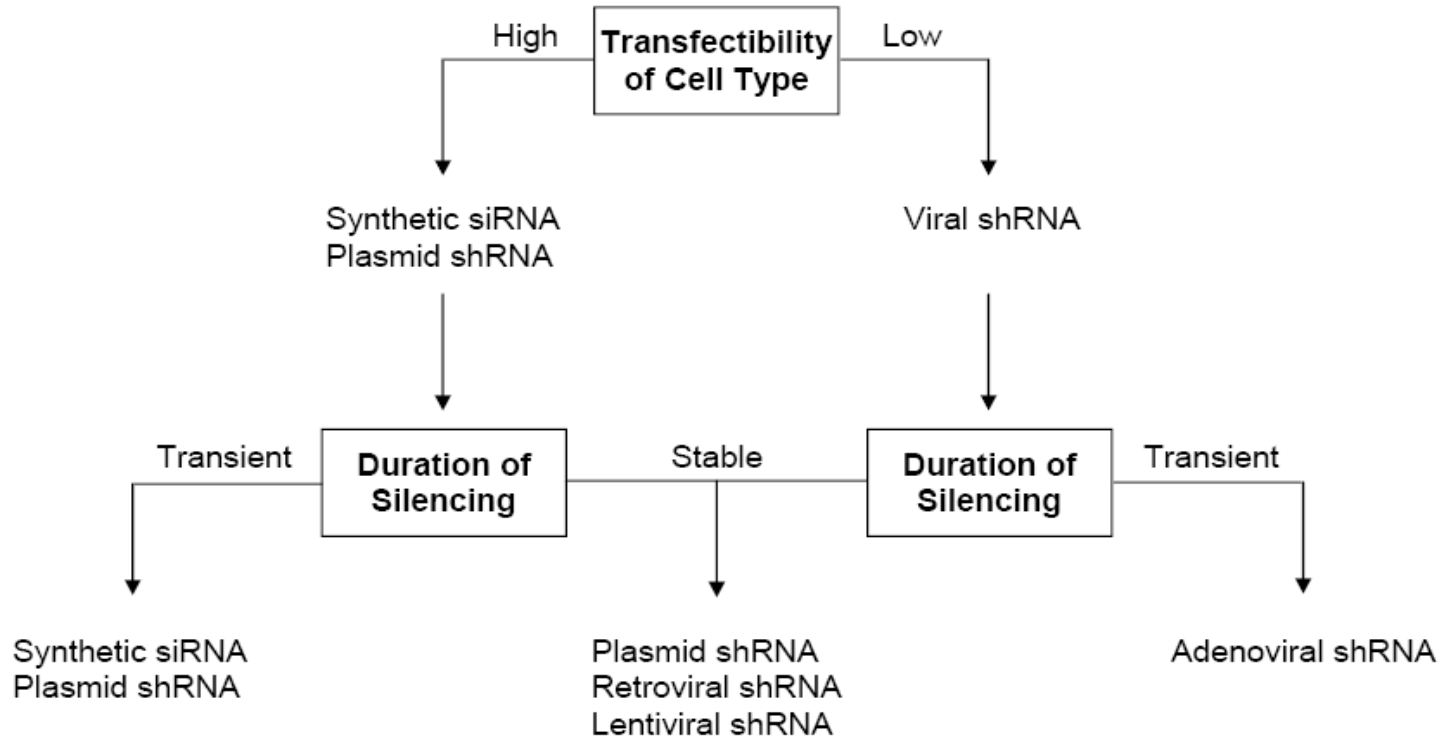 High
Transfectibility
of Cell Type
Low
Synthetic siRNA
Plasmid shRNA
Viral shRNA
Transient
Duration of
Silencing
Stable
Duration of
Silencing
Transient
Synthetic siRNA
Plasmid shRNA
Plasmid shRNA
Retroviral shRNA
Lentiviral shRNA
Adenoviral shRNA